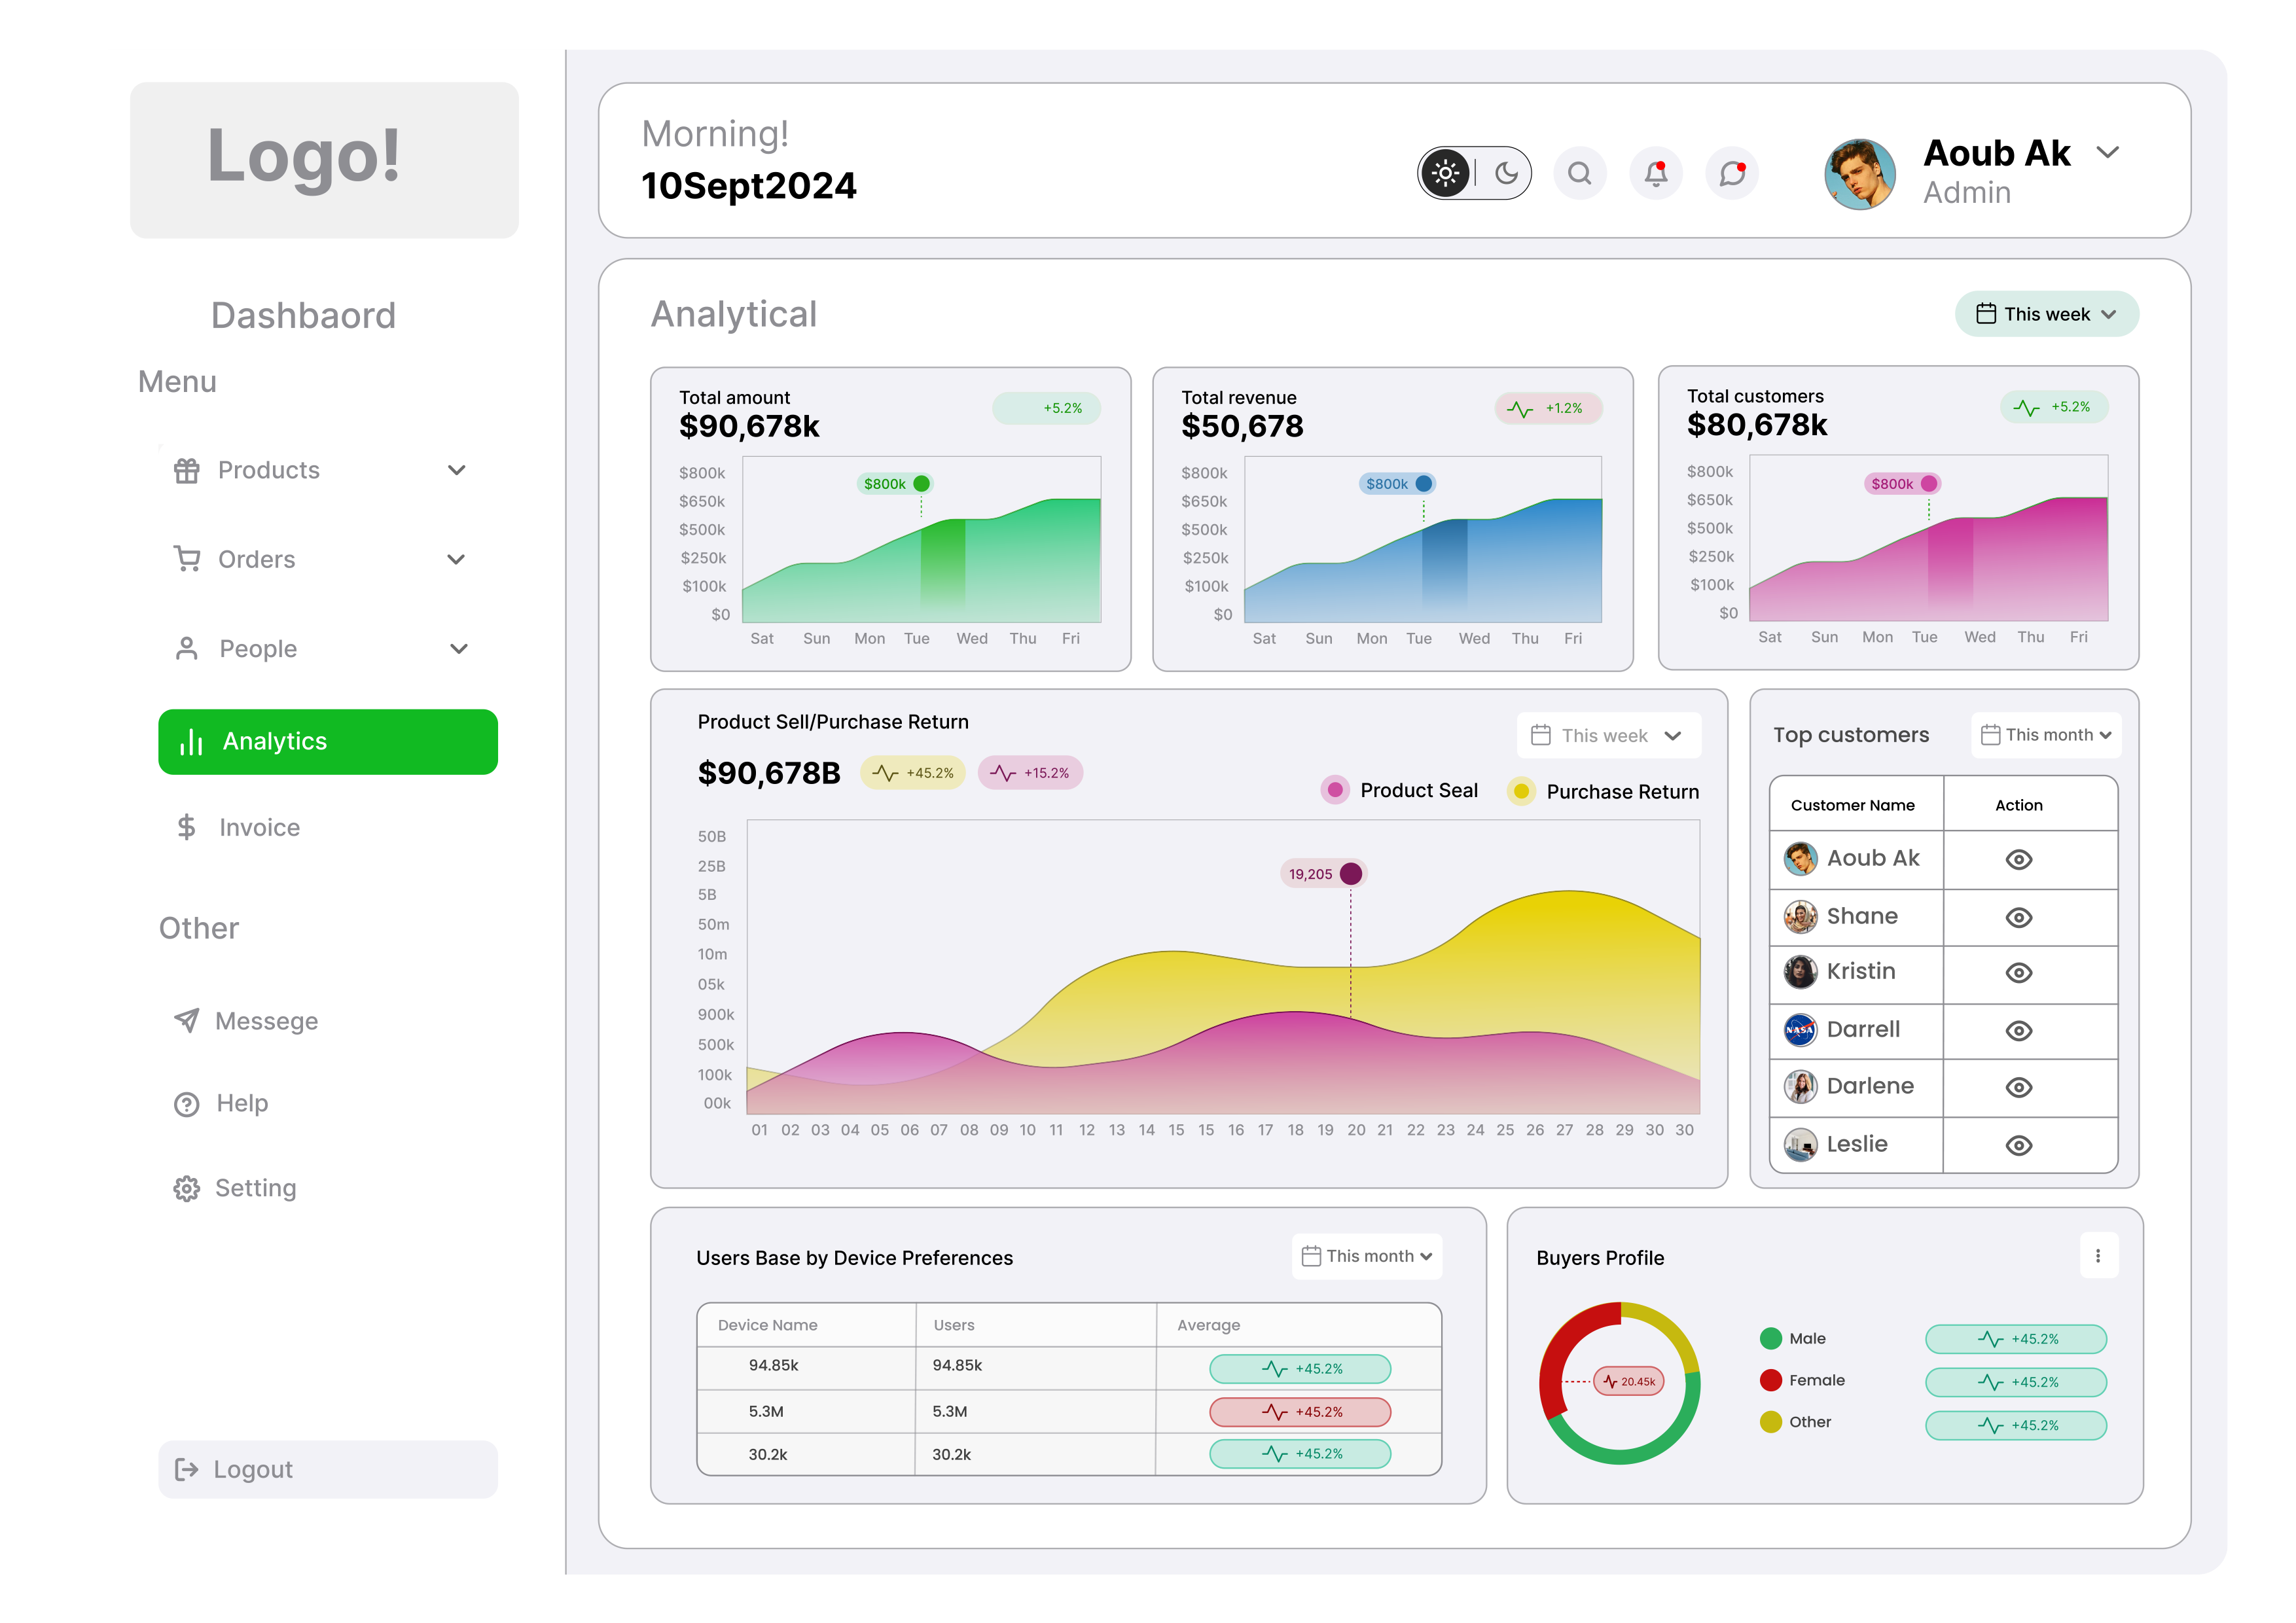 Logo!
Dashbaord
Menu
Products
Orders
People
Analytics
Invoice
Other
Messege
Help
Setting
Logout
Morning!
10Sept2024
Aoub Ak
Admin
Analytical
This week
Total amount
$90,678k
+5.2%
$800k
$650k
$500k
$250k
$100k
$0
$800k
Sat Sun Mon Tue Wed Thu Fri
Total revenue
$50,678
+1.2%
$800k
$650k
$500k
$250k
$100k
$0
$800k
Sat Sun Mon Tue Wed Thu Fri
Total customers
$80,678k
+5.2%
$800k
$650k
$500k
$250k
$100k
$0
$800k
Sat Sun Mon Tue Wed Thu Fri
Product Sell/Purchase Return
This week
$90,678B +45.2% +15.2%
Product Seal Purchase Return
50B
25B
5B
50m
10m
05k
900k
500k
100k
00k
19,205
01 02 03 04 05 06 07 08 09 10 11 12 13 14 15 15 16 17 18 19 20 21 22 23 24 25 26 27 28 29 30 30
Top customers
This month
Customer Name Action
Aoub Ak
Shane
Kristin
NASA
Darrell
Darlene
Leslie
Users Base by Device Preferences
This month
Device Name Users Average
94.85k 94.85k +45.2%
5.3M 5.3M +45.2%
30.2k 30.2k +45.2%
Buyers Profile
20.45k
Male +45.2%
Female +45.2%
Other +45.2%